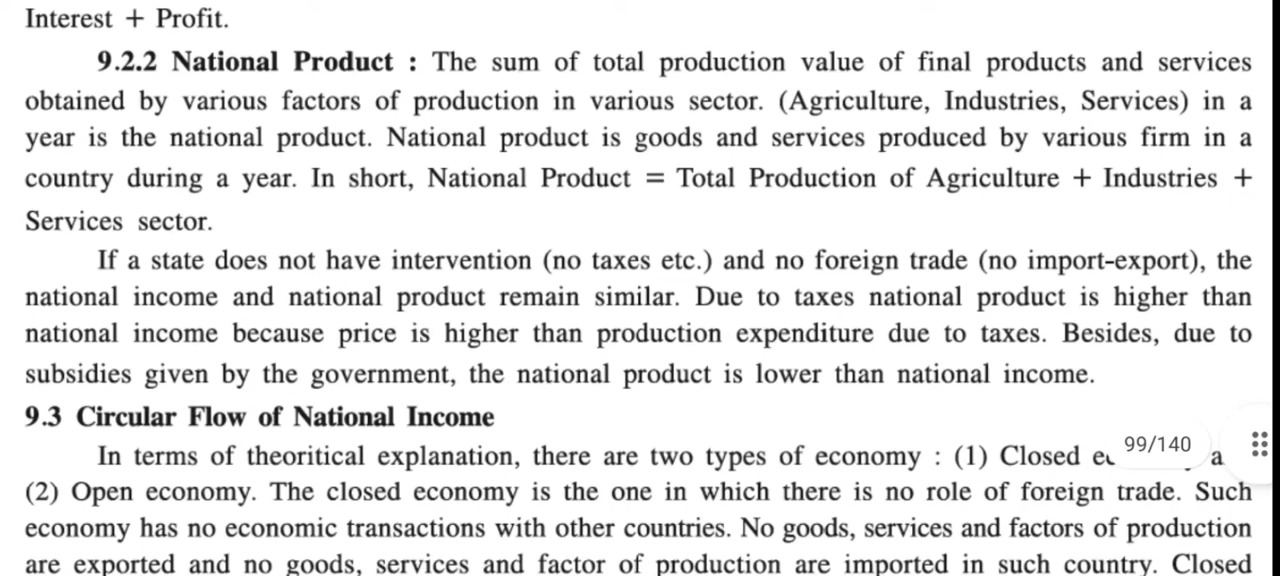 Interest + Profit.
9.2.2 National Product : The sum of total production value of final products and services
obtained by various factors of production in various sector. (Agriculture, Industries, Services) in a
year is the national product. National product is goods and services produced by various firm in a
country during a year. In short, National Product = Total Production of Agriculture + Industries +
Services sector.
If a state does not have intervention (no taxes etc.) and no foreign trade (no import-export), the
national income and national product remain similar. Due to taxes national product is higher than
national income because price is higher than production expenditure due to taxes. Besides, due to
subsidies given by the government, the national product is lower than national income.
9.3 Circular Flow of National Income
In terms of theoritical explanation, there are two types of economy : (1) Closed
99/140
(2) Open economy. The closed economy is the one in which there is no role of foreign trade. Such
economy has no economic transactions with other countries. No goods, services and factors of production
are exported and no goods, services and factor of production are imported in such country. Closed